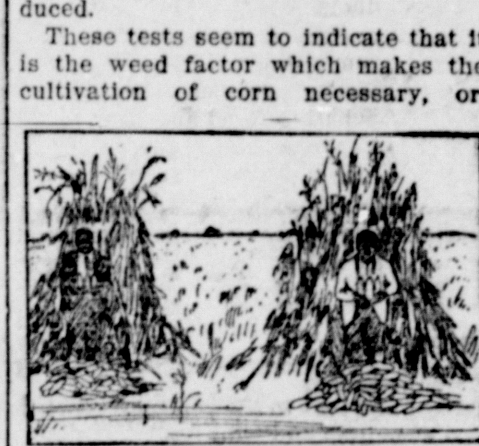 duced.
These tests seem to indicate that
is the weed factor which makes the
cultivation of corn necessary, or